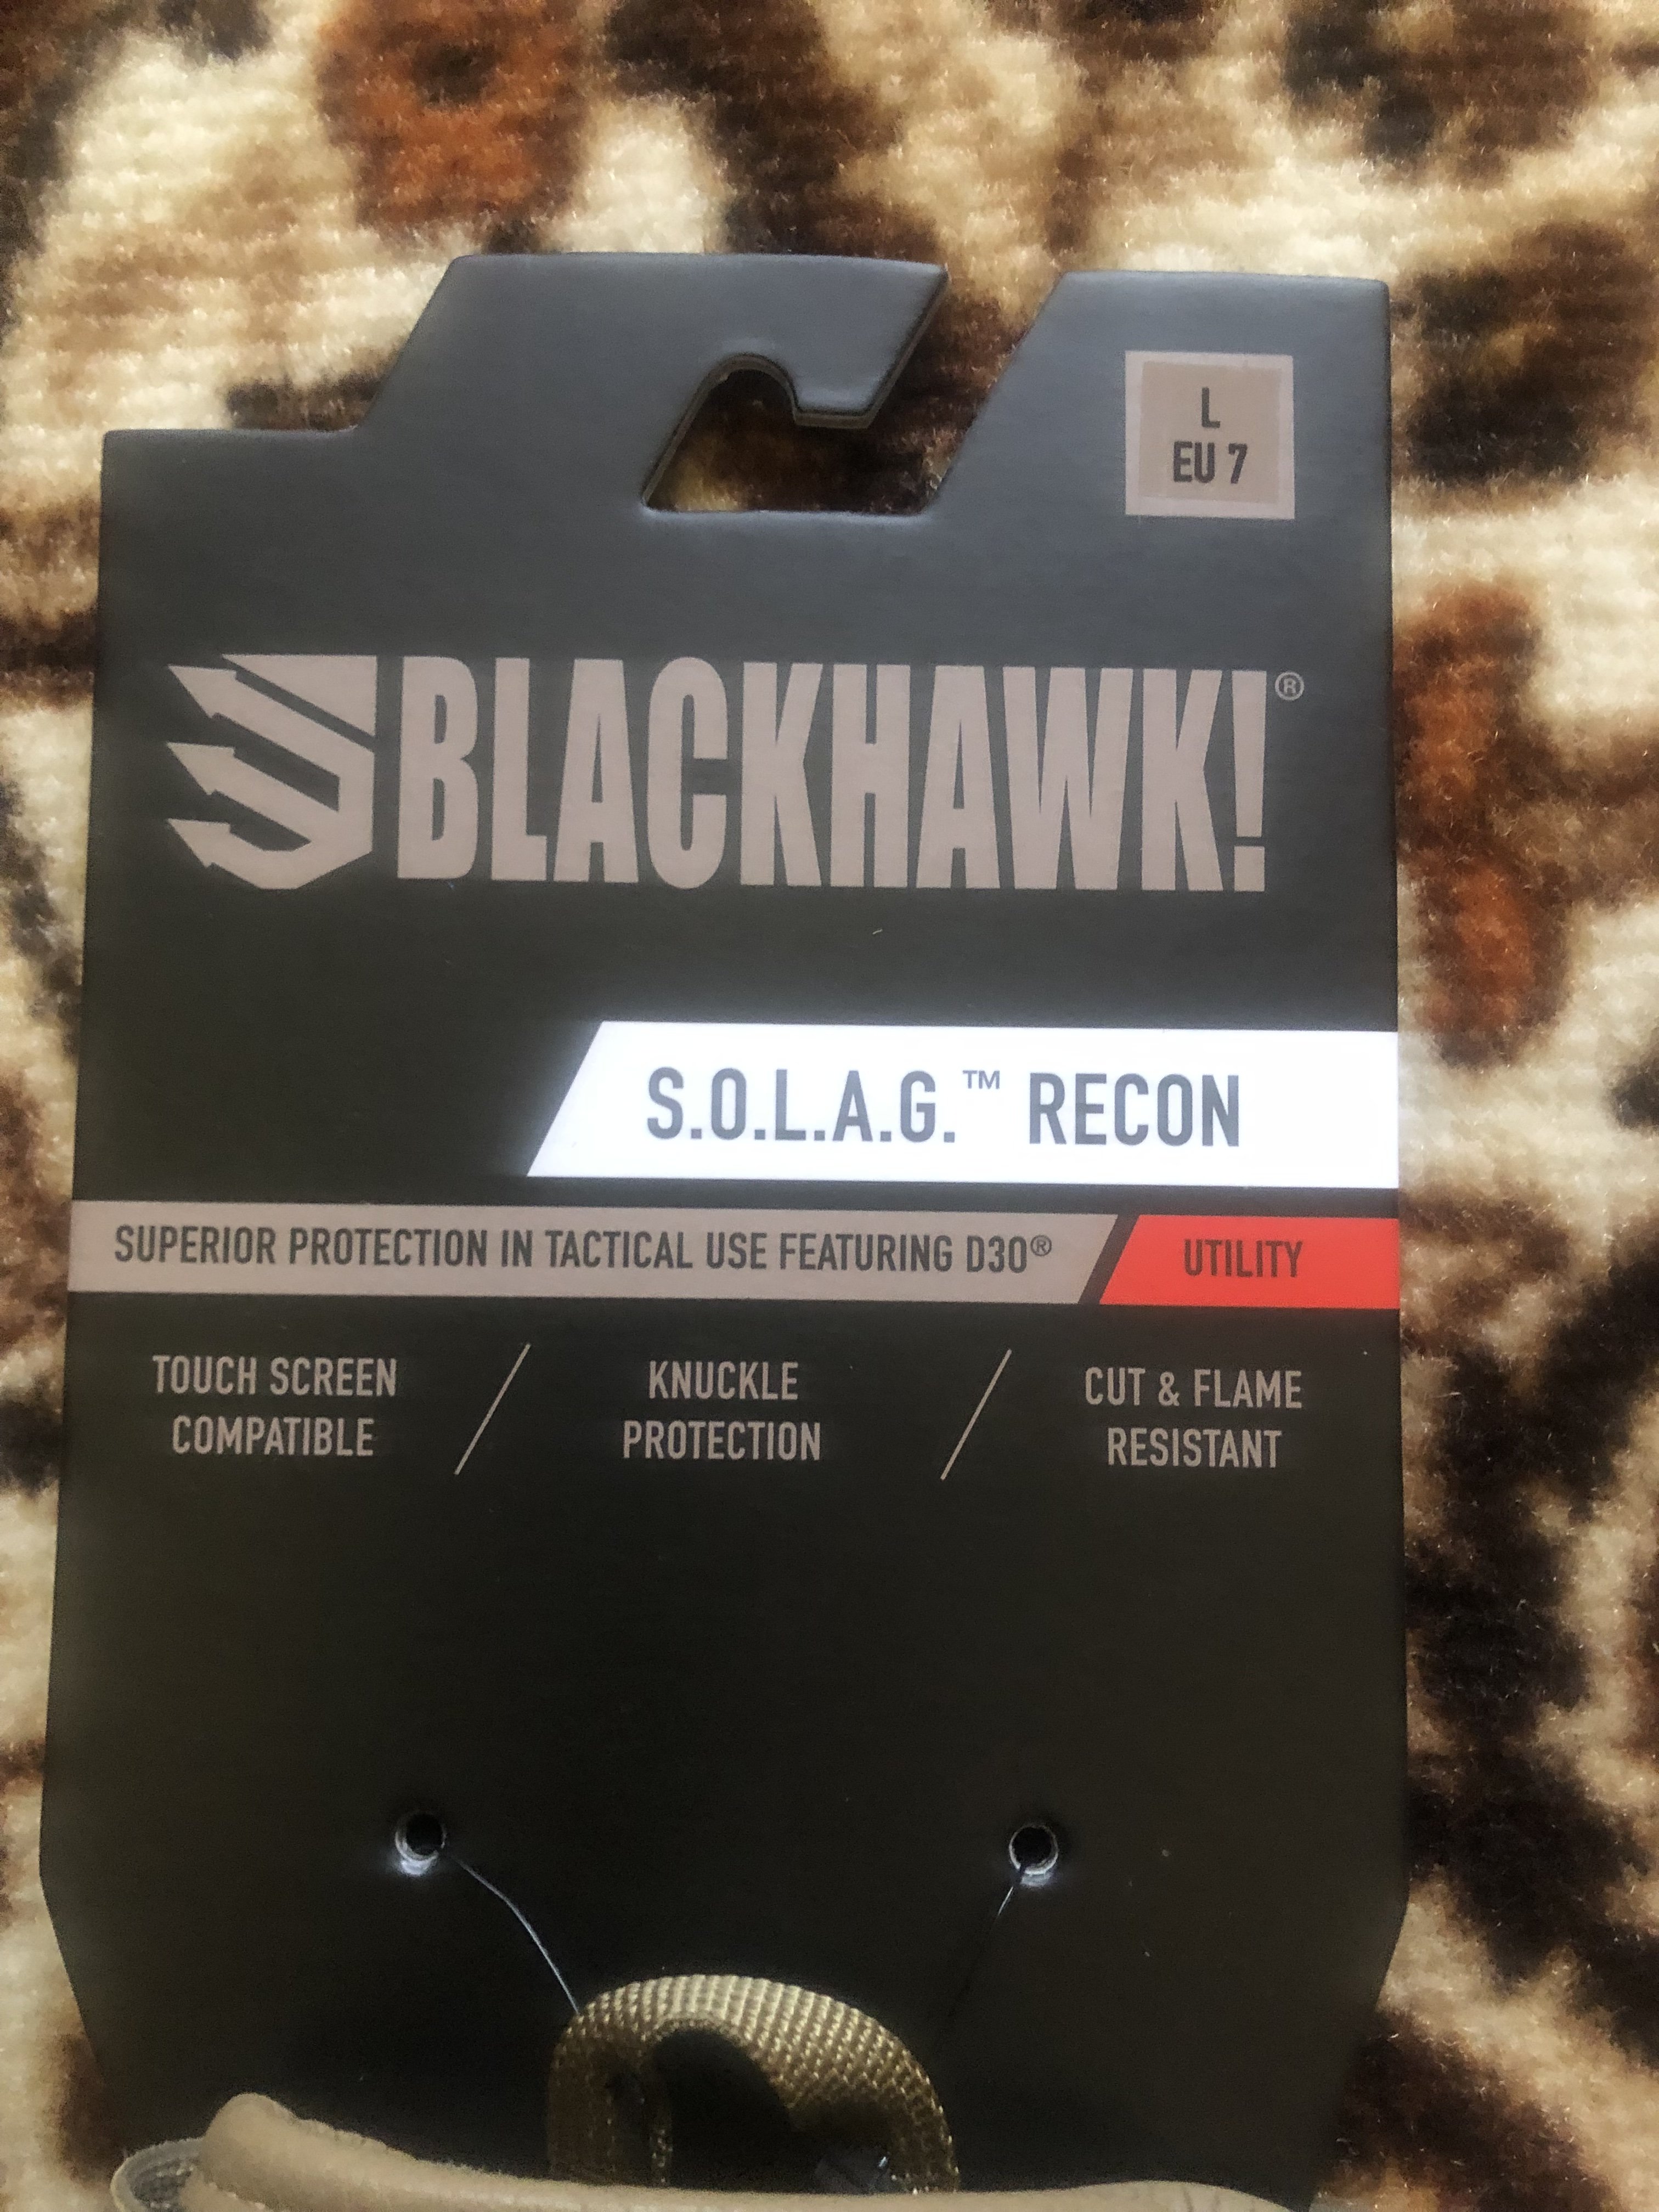 L
EU 7
BLACKHAWK!®
S.O.L.A.G.™ RECON
SUPERIOR PROTECTION IN TACTICAL USE FEATURING D3O®
UTILITY
TOUCH SCREEN
COMPATIBLE
KNUCKLE
PROTECTION
CUT & FLAME
RESISTANT